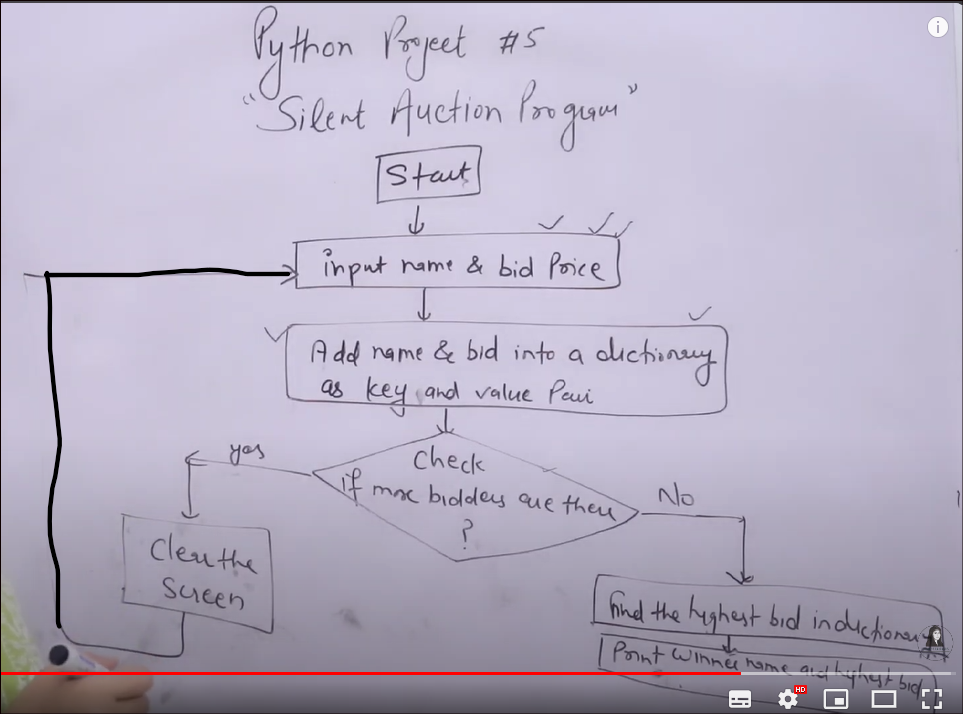 Python Project #5
"Silent Auction Program"
Start
input name & bid Price
Add name & bid into a dictionary
as key and value Pair
Check
if more bidders are there
?
yes
No
Clear the
Screen
find the highest bid in dictionary
Print winner name and highest bid
HD